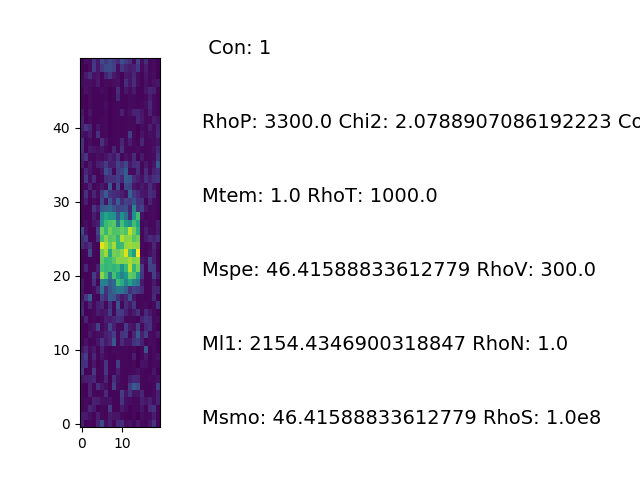 Con: 1
RhoP: 3300.0 Chi2: 2.0788907086192223 Co
Mtem: 1.0 RhoT: 1000.0
Mspe: 46.41588833612779 RhoV: 300.0
Ml1: 2154.4346900318847 RhoN: 1.0
Msmo: 46.41588833612779 RhoS: 1.0e8
40
30
20
10
0
0 10